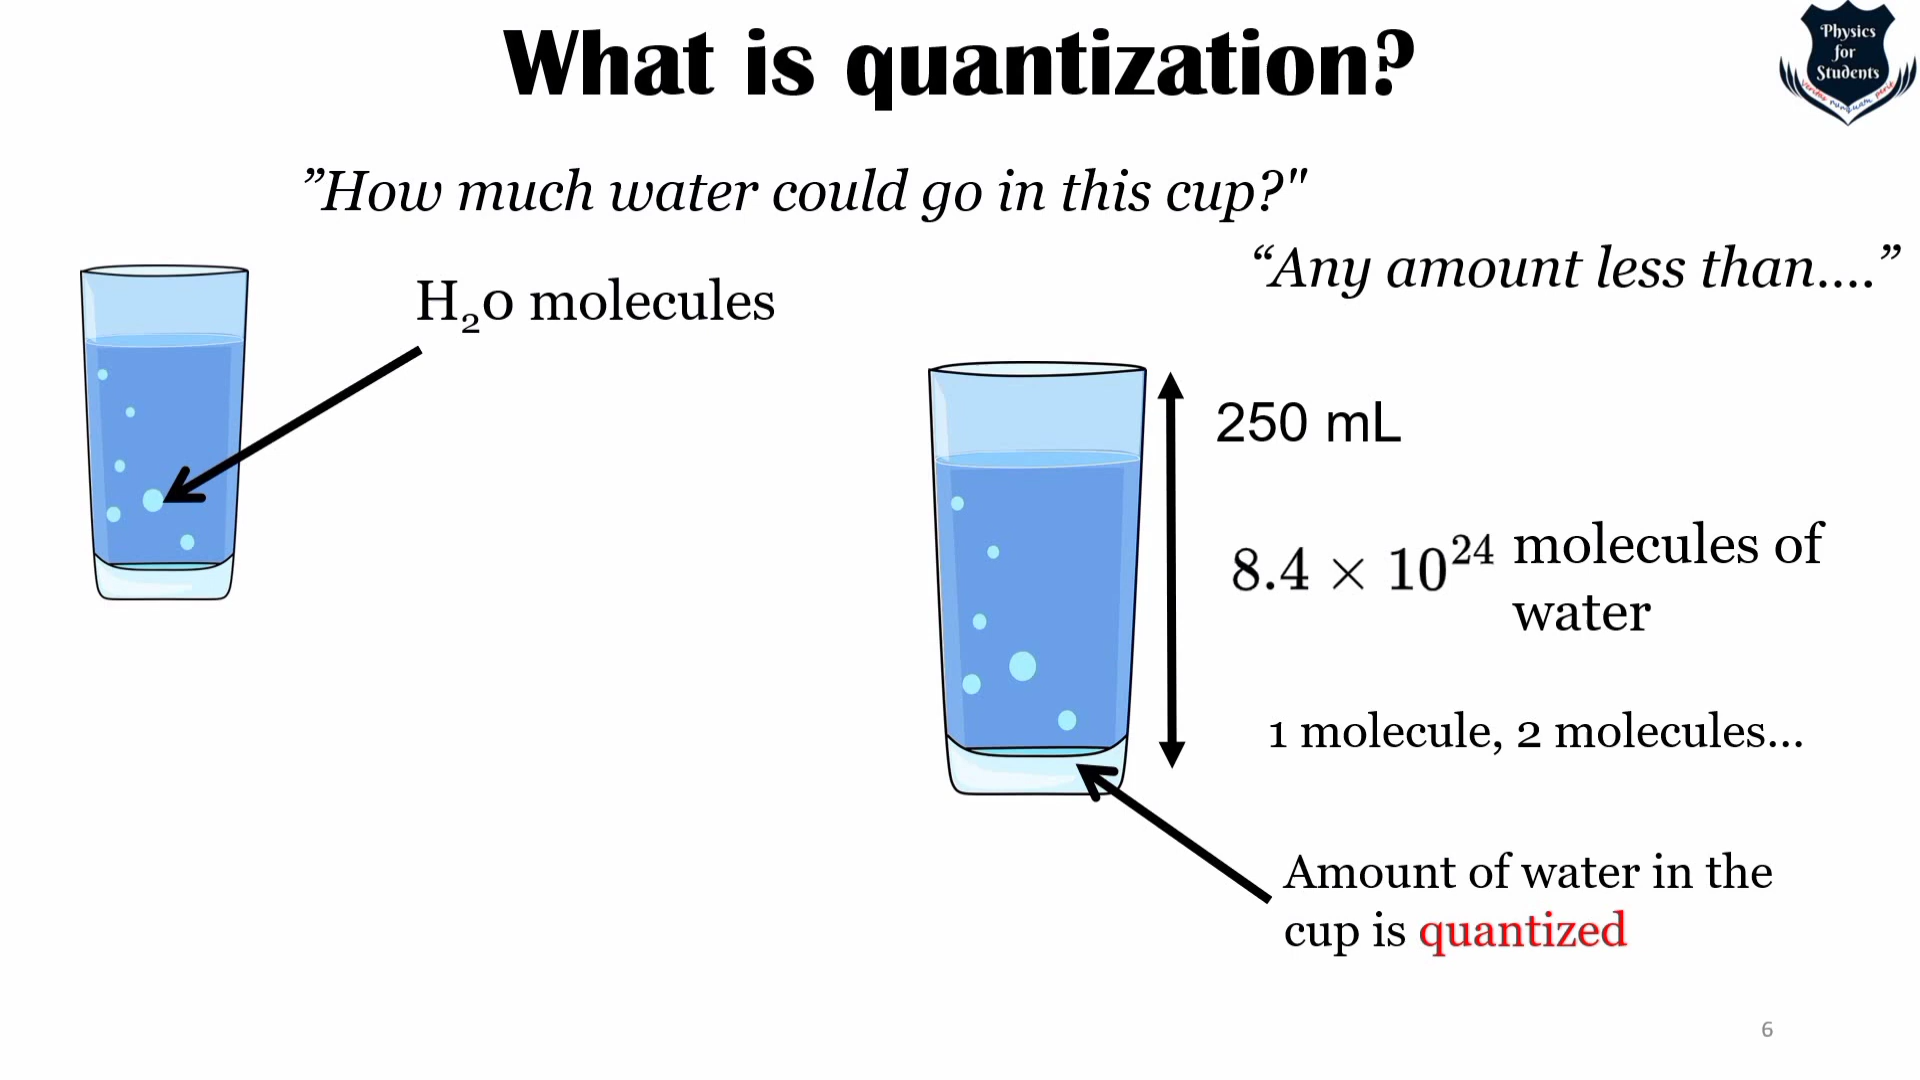 What is quantization?
Physics
for
Students
”How much water could go in this cup?"
“Any amount less than....”
H₂o molecules
250 mL
8.4 × 10²⁴ molecules of
water
1 molecule, 2 molecules...
Amount of water in the
cup is quantized
6